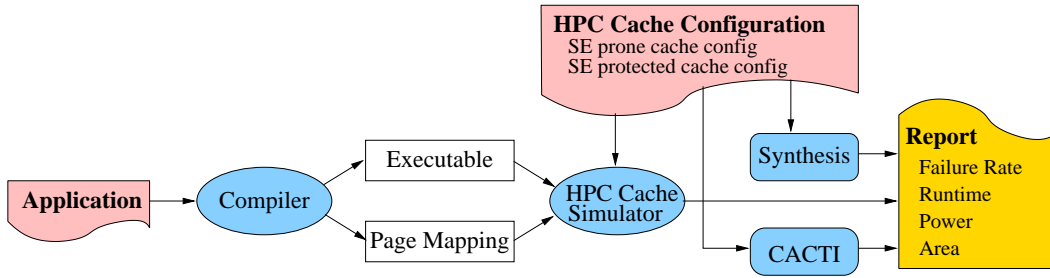 HPC Cache Configuration
SE prone cache config
SE protected cache config
Application
Compiler
Executable
Page Mapping
HPC Cache
Simulator
Synthesis
CACTI
Report
Failure Rate
Runtime
Power
Area